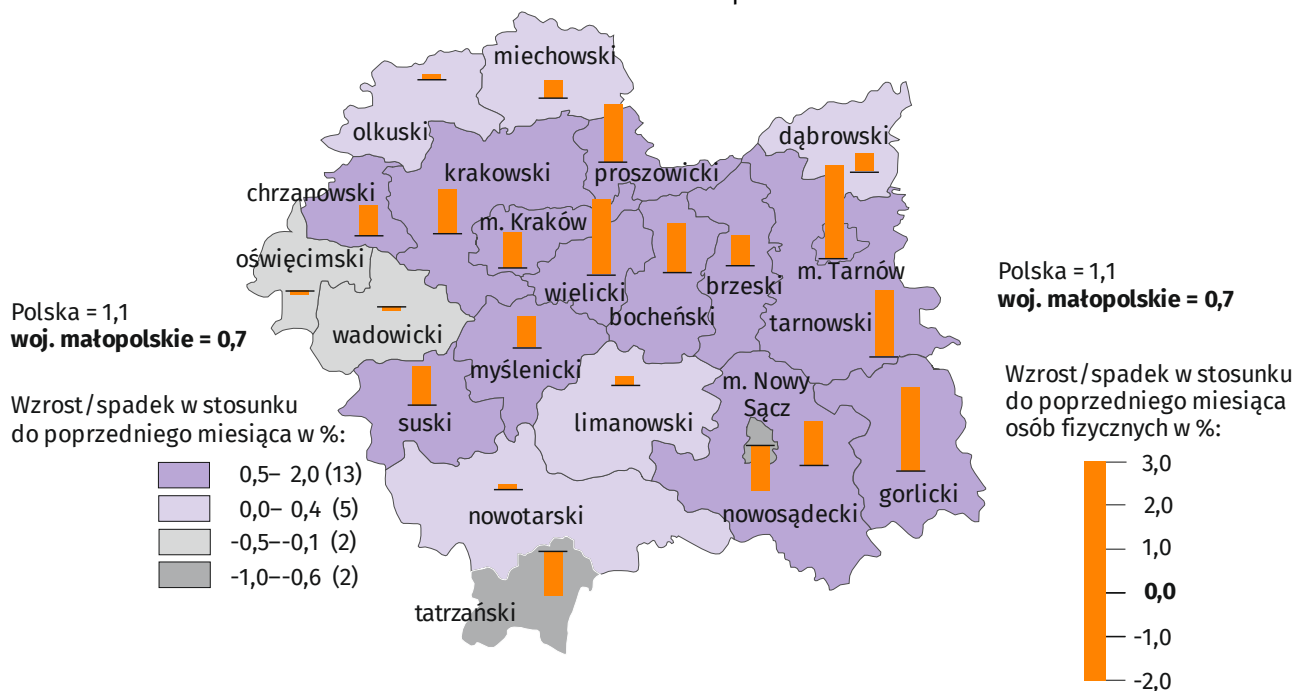 miechowski
olkuski
dąbrowski
krakowski
proszowicki
chrzanowski
m. Kraków
oświęcimski
m. Tarnów
wielicki
brzeski
bocheński
tarnowski
wadowicki
myślenicki
m. Nowy
Sącz
suski
limanowski
gorlicki
nowotarski
nowosądecki
tatrzański
Polska = 1,1
woj. małopolskie = 0,7
Wzrost/spadek w stosunku
do poprzedniego miesiąca w %:
0,5– 2,0 (13)
0,0– 0,4 (5)
-0,5–-0,1 (2)
-1,0–-0,6 (2)
Polska = 1,1
woj. małopolskie = 0,7
Wzrost/spadek w stosunku
do poprzedniego miesiąca
osób fizycznych w %:
3,0
2,0
1,0
0,0
-1,0
-2,0